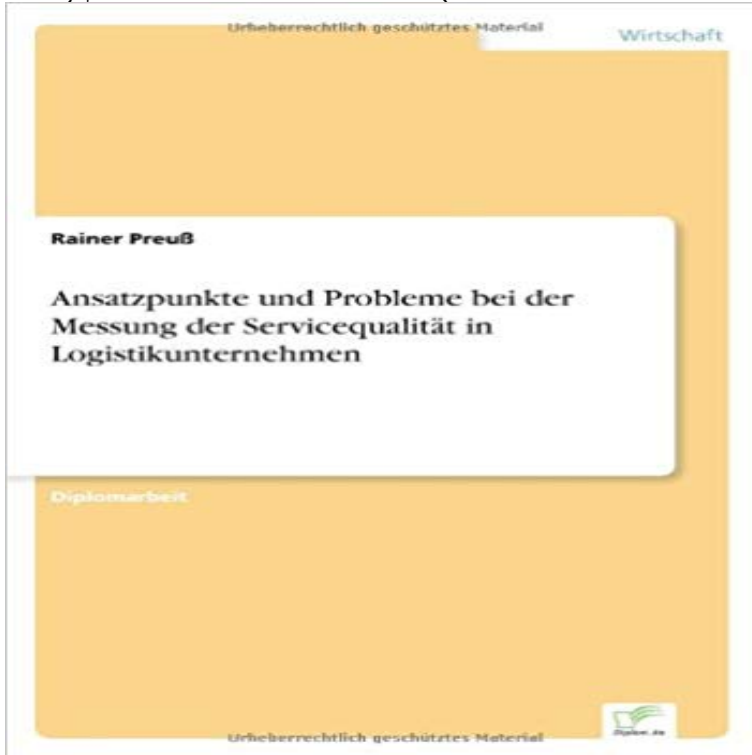 Urheberrechtlich geschütztes Material
Wirtschaft
Rainer Preuß
Ansatzpunkte und Probleme bei der
Messung der Servicequalität in
Logistikunternehmen
Diplomarbeit
Diplom.de
Urheberrechtlich geschütztes Material